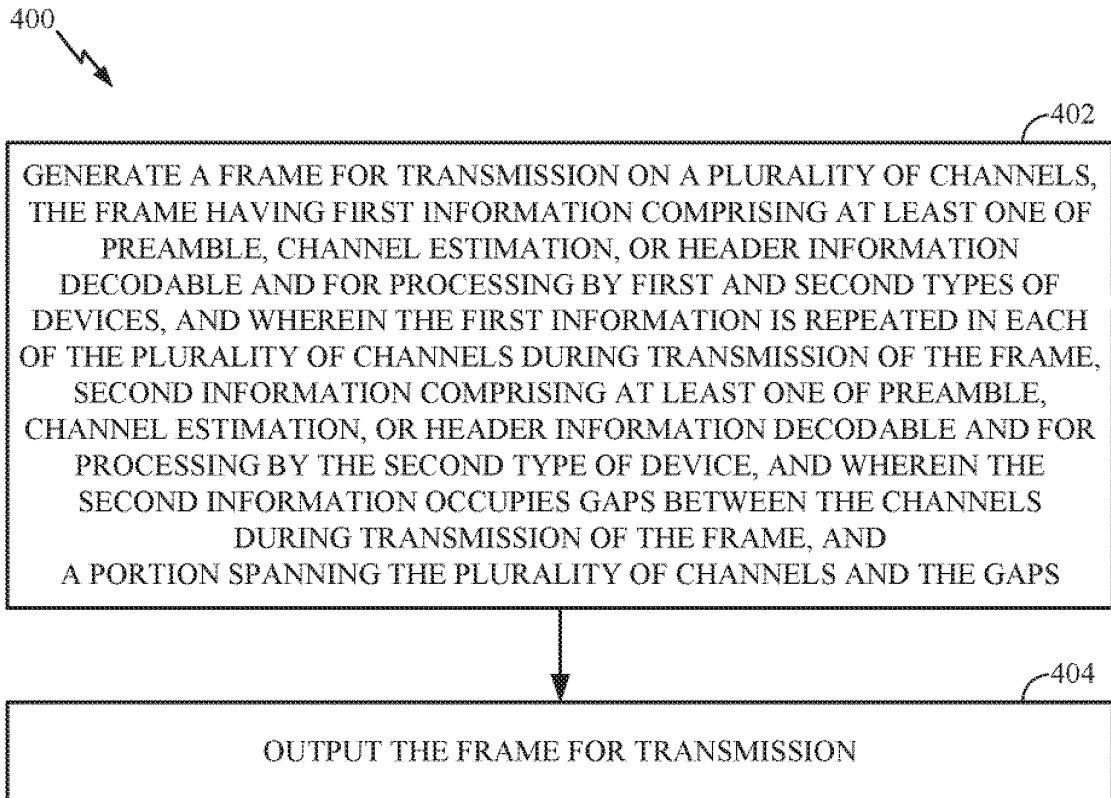 400
402
GENERATE A FRAME FOR TRANSMISSION ON A PLURALITY OF CHANNELS,
THE FRAME HAVING FIRST INFORMATION COMPRISING AT LEAST ONE OF
PREAMBLE, CHANNEL ESTIMATION, OR HEADER INFORMATION
DECODABLE AND FOR PROCESSING BY FIRST AND SECOND TYPES OF
DEVICES, AND WHEREIN THE FIRST INFORMATION IS REPEATED IN EACH
OF THE PLURALITY OF CHANNELS DURING TRANSMISSION OF THE FRAME,
SECOND INFORMATION COMPRISING AT LEAST ONE OF PREAMBLE,
CHANNEL ESTIMATION, OR HEADER INFORMATION DECODABLE AND FOR
PROCESSING BY THE SECOND TYPE OF DEVICE, AND WHEREIN THE
SECOND INFORMATION OCCUPIES GAPS BETWEEN THE CHANNELS
DURING TRANSMISSION OF THE FRAME, AND
A PORTION SPANNING THE PLURALITY OF CHANNELS AND THE GAPS
404
OUTPUT THE FRAME FOR TRANSMISSION